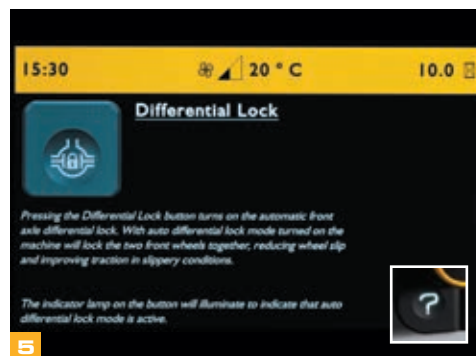 15:30 20 ° C 10.0
Differential Lock
Pressing the Differential Lock button turns on the automatic front
axle differential lock. With auto differential lock mode turned on the
machine will lock the two front wheels together, reducing wheel slip
and improving traction in slippery conditions.
The indicator lamp on the button will illuminate to indicate that auto
differential lock mode is active.
?
5